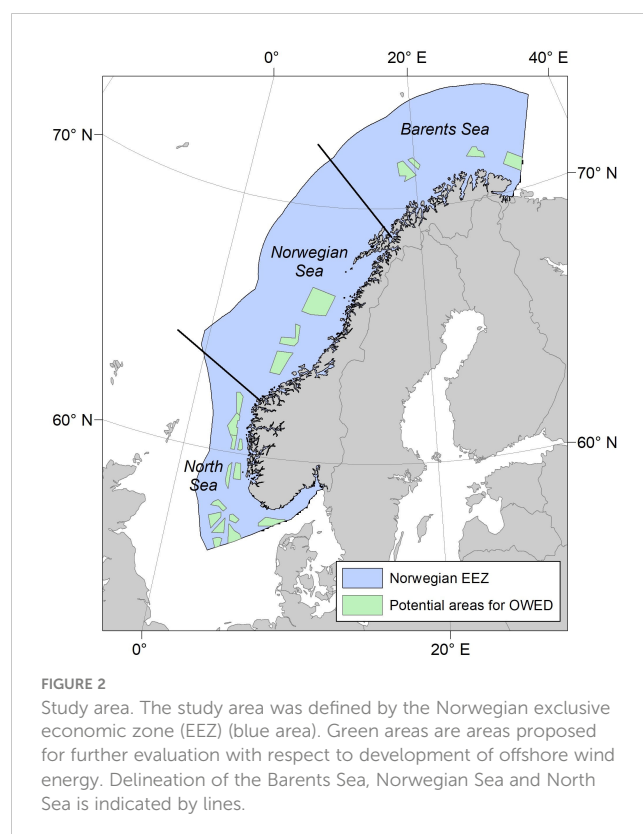 0°
20° E
40° E
70° N
Barents Sea
70° N
Norwegian
Sea
60° N
60° N
North
Sea
Norwegian EEZ
Potential areas for OWED
0°
20° E
FIGURE 2
Study area. The study area was defined by the Norwegian exclusive
economic zone (EEZ) (blue area). Green areas are areas proposed
for further evaluation with respect to development of offshore wind
energy. Delineation of the Barents Sea, Norwegian Sea and North
Sea is indicated by lines.